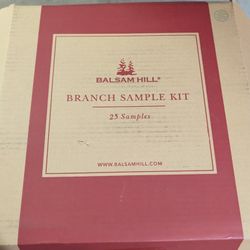 BALSAM HILL®
BRANCH SAMPLE KIT
25 Samples
WWW.BALSAMHILL.COM